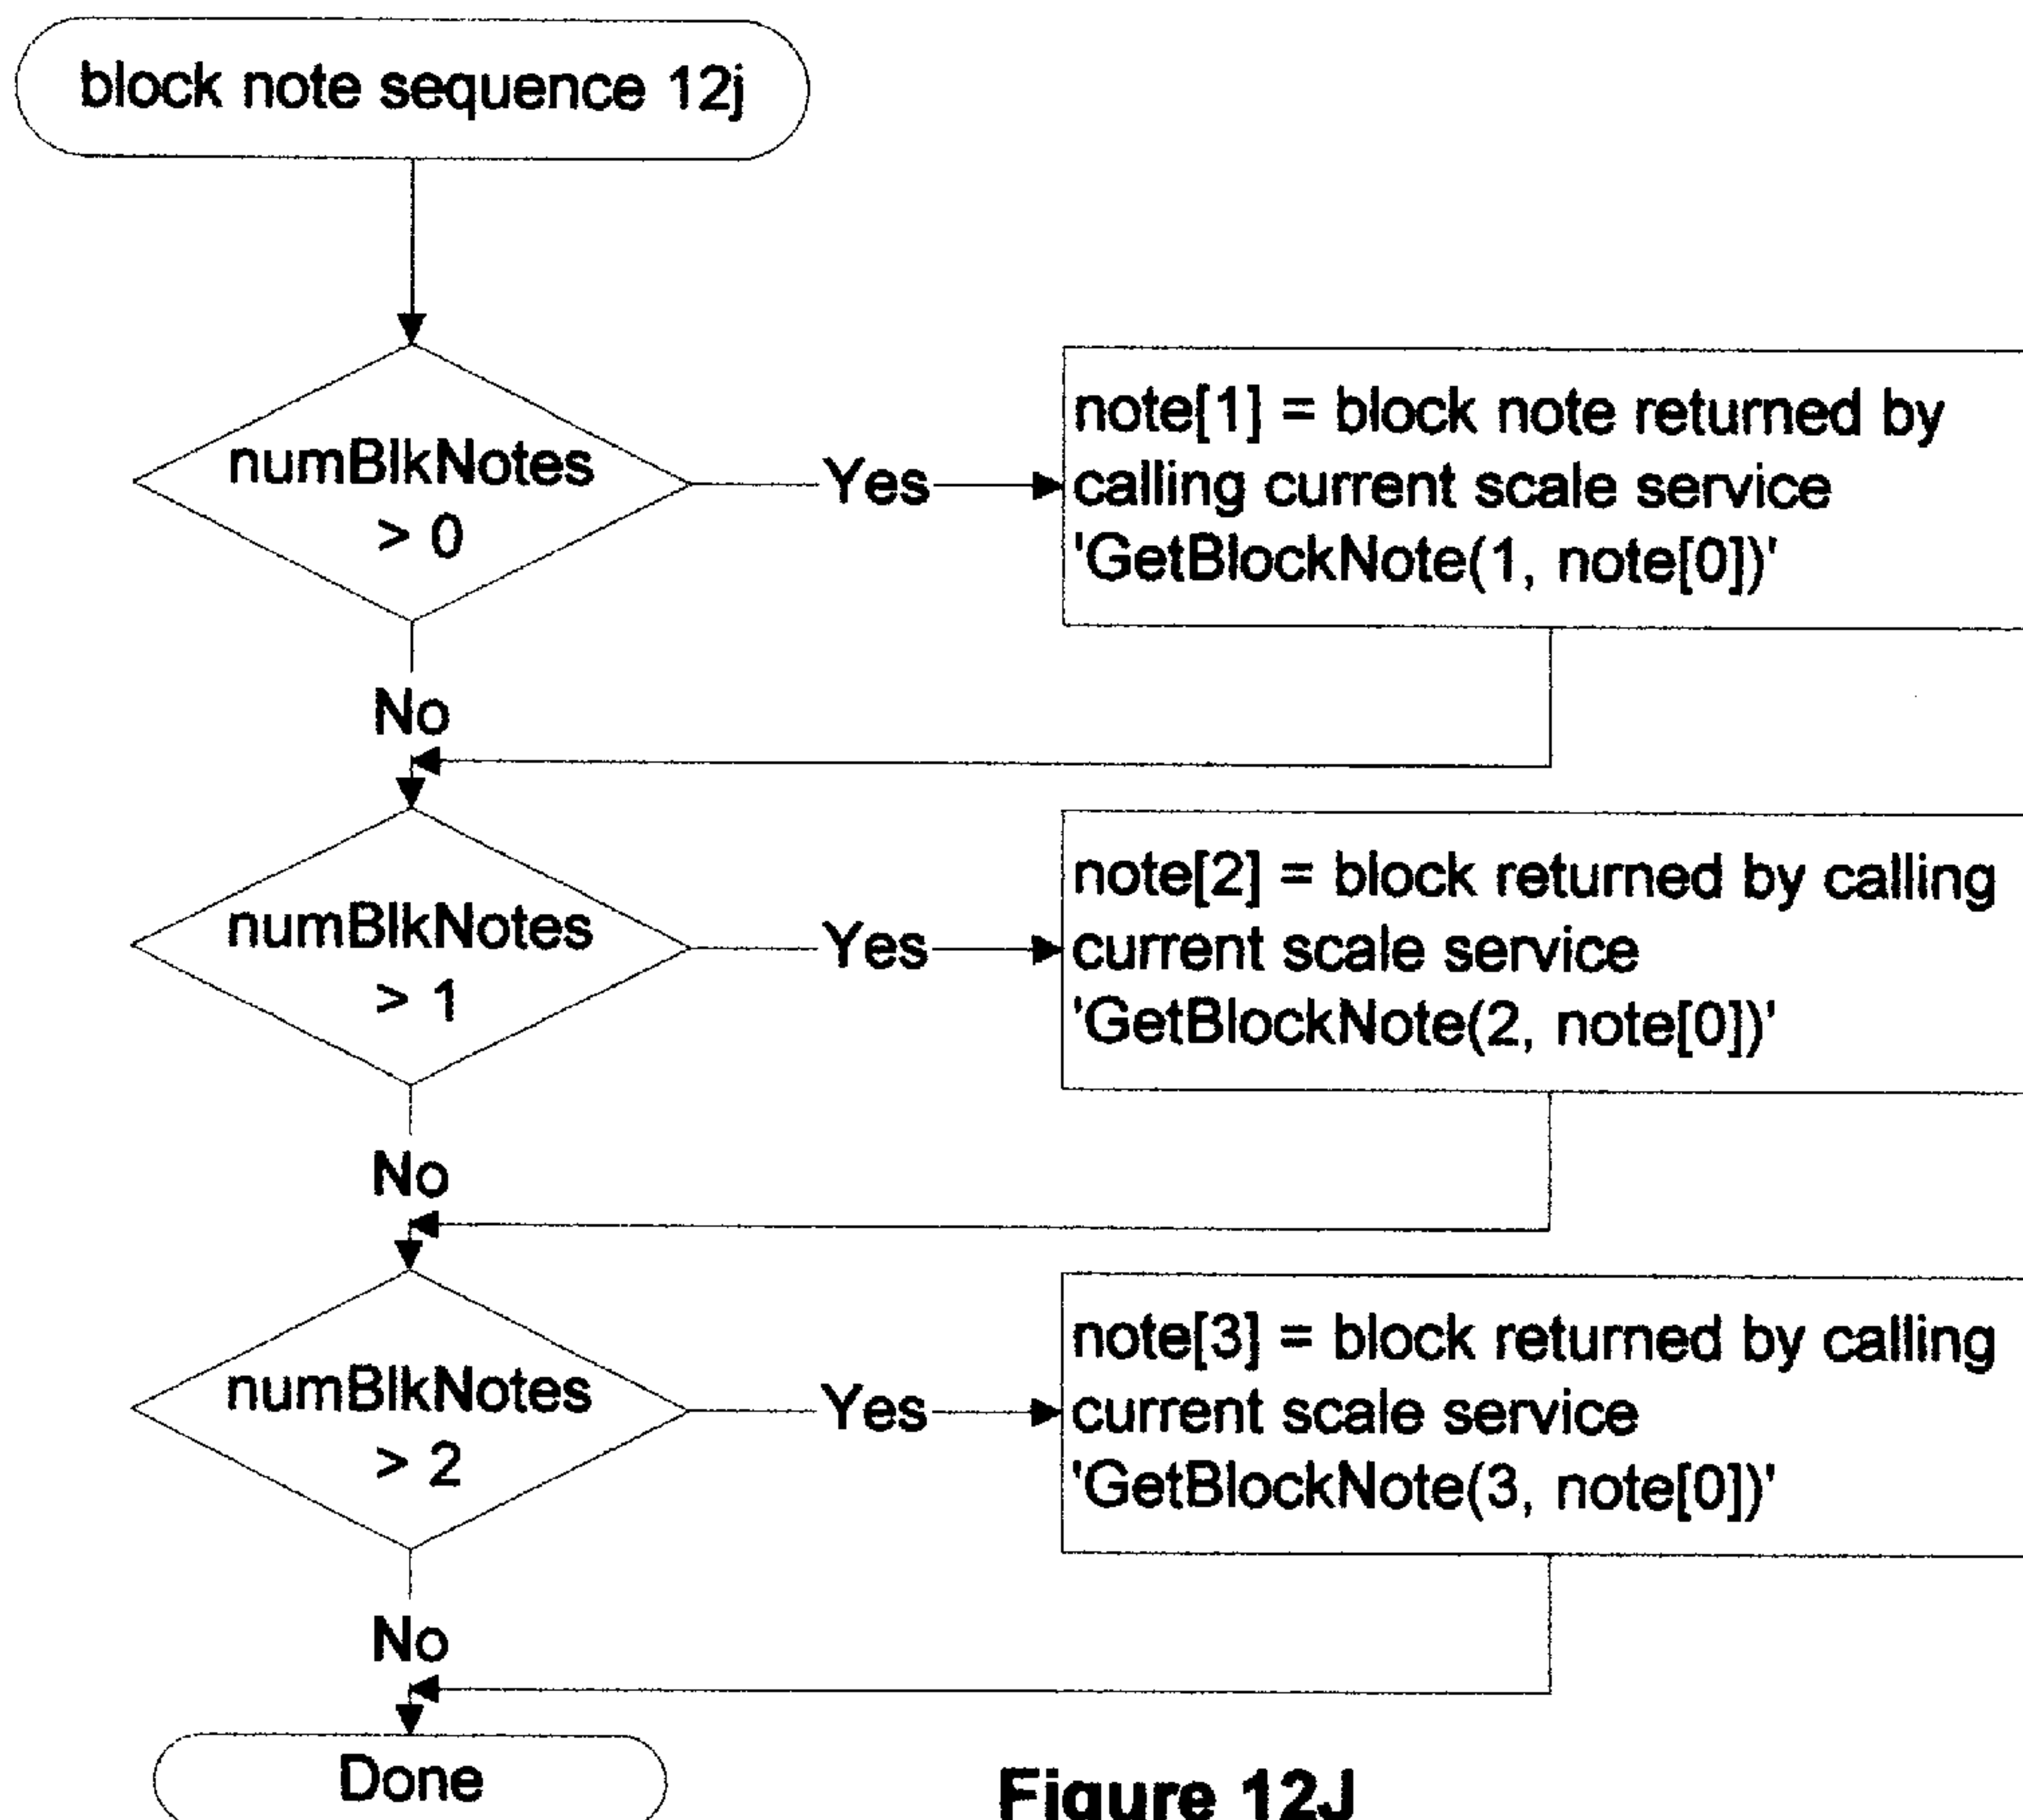 block note sequence 12j
numBlkNotes
> 0
Yes
note[1] = block note returned by
calling current scale service
'GetBlockNote(1, note[0])'
No
numBlkNotes
> 1
Yes
note[2] = block returned by calling
current scale service
'GetBlockNote(2, note[0])'
No
numBlkNotes
> 2
Yes
note[3] = block returned by calling
current scale service
'GetBlockNote(3, note[0])'
No
Done
Figure 12J